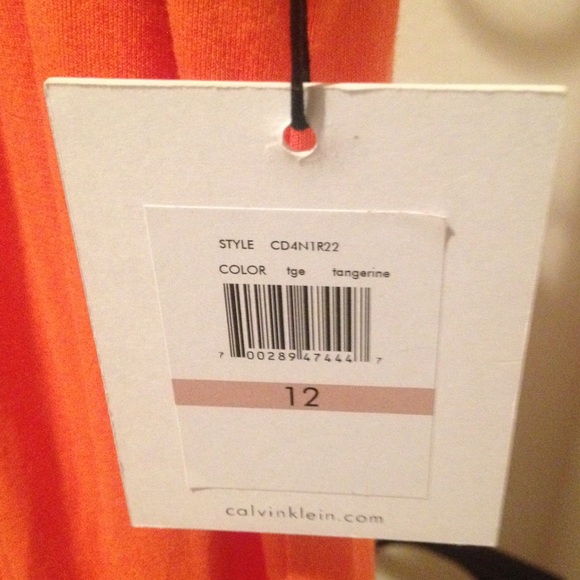 STYLE CD4N1R22
COLOR tge tangerine
7 00289 47444 7
12
calvinklein.com